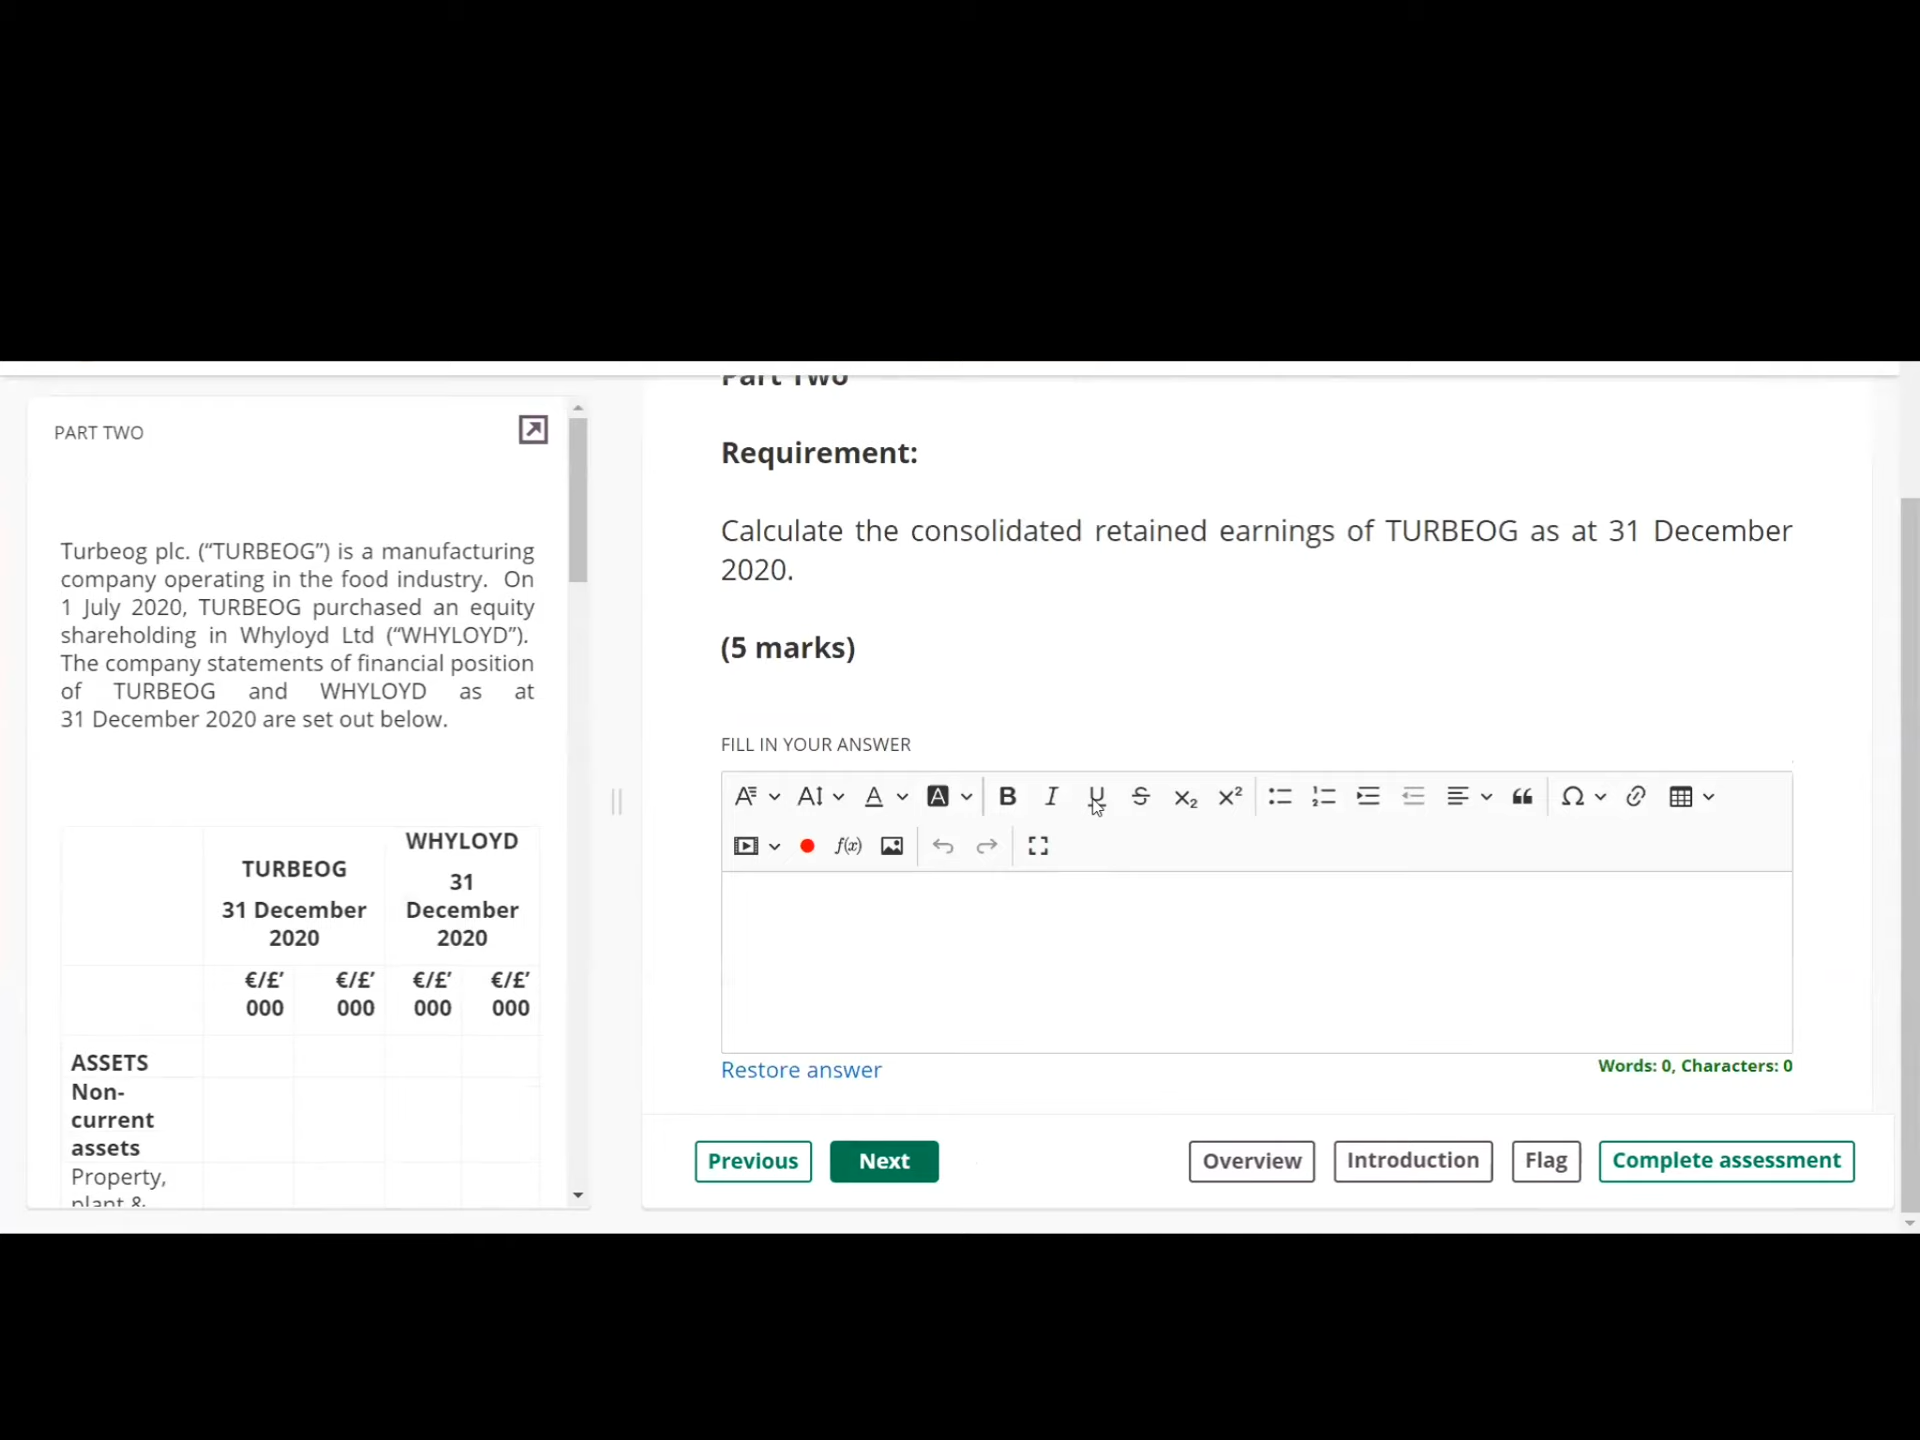 Part Two
PART TWO
Requirement:
Calculate the consolidated retained earnings of TURBEOG as at 31 December
2020.
(5 marks)
Turbeog plc. (“TURBEOG”) is a manufacturing
company operating in the food industry. On
1 July 2020, TURBEOG purchased an equity
shareholding in Whyloyd Ltd (“WHYLOYD”).
The company statements of financial position
of TURBEOG and WHYLOYD as at
31 December 2020 are set out below.
TURBEOG
31 December
2020
WHYLOYD
31
December
2020
€/£’
000
€/£’
000
€/£’
000
€/£’
000
ASSETS
Non-
current
assets
Property,
plant &
FILL IN YOUR ANSWER
Restore answer
Words: 0, Characters: 0
Previous
Next
Overview
Introduction
Flag
Complete assessment